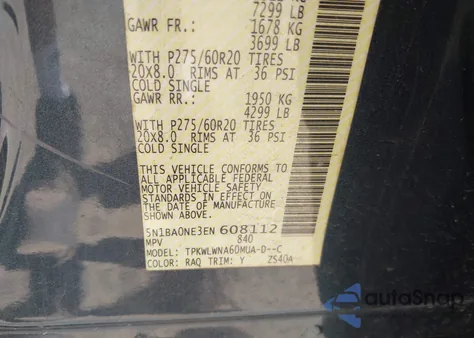 7299 LB
GAWR FR.: 1678 KG
3699 LB
WITH P275/60R20 TIRES
20X8.0 RIMS AT 36 PSI
COLD SINGLE
GAWR RR.: 1950 KG
4299 LB
WITH P275/60R20 TIRES
20X8.0 RIMS AT 36 PSI
COLD SINGLE
THIS VEHICLE CONFORMS TO
ALL APPLICABLE FEDERAL
MOTOR VEHICLE SAFETY
STANDARDS IN EFFECT ON
THE DATE OF MANUFACTURE
SHOWN ABOVE.
5N1BA0NE3EN 608112
MPV 840
MODEL: TPKWLWNA60MUA-D--C
COLOR: RAQ TRIM: Y ZS40A
autoSnap